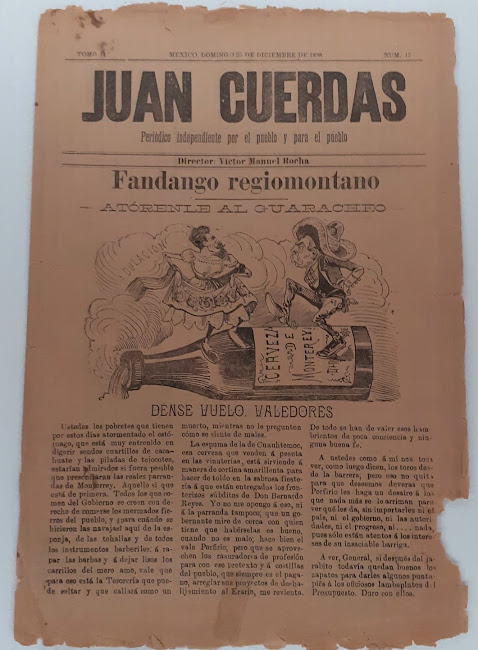 TOMO
MEXICO, DOMINGO 25 DE DICIEMBRE DE 1898
NUM. 15
JUAN CUERDAS
Periódico independiente por el pueblo y para el pueblo
Director: Victor Manuel Rocha
Fandango regiomontano
ATÓRENLE AL GUARACHEO
ADULACIÓN
CERVEZA
DE
MONTEREY
DENSE VUELO, VALEDORES
Ustedes, los pobretes que tienen
por estos días atormentado el estó-
mago, que está muy entretenido en
digerir sendos cuartillos de caca-
huate y las piladas de tejocotes,
estarían admirados si fuera posible
que presenciaran las reales parran-
das de Monterrey. Aquello sí que
está de primera. Todos los que co-
men del Gobierno se creen con de-
recho de comerse los mermados fie-
rros del pueblo, y ¡para cuándo se
hicieran las navajas! aquí de la es-
ponja, de las tohallas y de todos
los instrumentos barberiles: á ra-
par las barbas y á dejar lisos los
carrillos del mero amo, vale que
para eso está la Tesorería que pue-
de soltar y que callará como un
muerto, mientras no le pregunten
cómo se siente de males.
La espuma de la de Cuauhtemoc,
esa cerveza que venden á peseta
en las vinaterías, está sirviendo á
manera de cortina amarillenta para
hacer de toldo en la sabrosa fieste-
cita á que están entregados los fron-
terizos súbditos de Don Bernardo
Reyes. Yo no me opongo á eso, ni
á la parranda tampoco; que un go-
bernante mire de cerca con quien
tiene que habérselas es bueno,
cuando no es malo; hace bien el
vale Porfirio, pero que se aprove-
chen los rasuradores de profesión
para con ese pretexto y á costillas
del pueblo, que siempre es el paga-
no, arreglar sus proyectos de desba-
lijamiento al Erario, me revienta.
De todo se han de valer esos ham-
brientos de poca conciencia y nin-
guna buena fe.
A ustedes como á mí nos toca
ver, como luego dicen, los toros des-
de la barrera; pero eso no quita
para que deseemos deveras que
Porfirio les haga un desaire á los
que nada más se le arriman para
ver qué les da, sin importarles ni el
país, ni el gobierno, ni las autori-
dades, ni el progreso, ni.... nada,
pues sólo están atentos á los intere-
ses de su insaciable barriga.
A ver, General, si después del ja-
rabito todavía quedan buenos los
zapatos para darles algunos punta-
piés á los oficiosos lambeplatos del
Presupuesto. Duro con ellos.